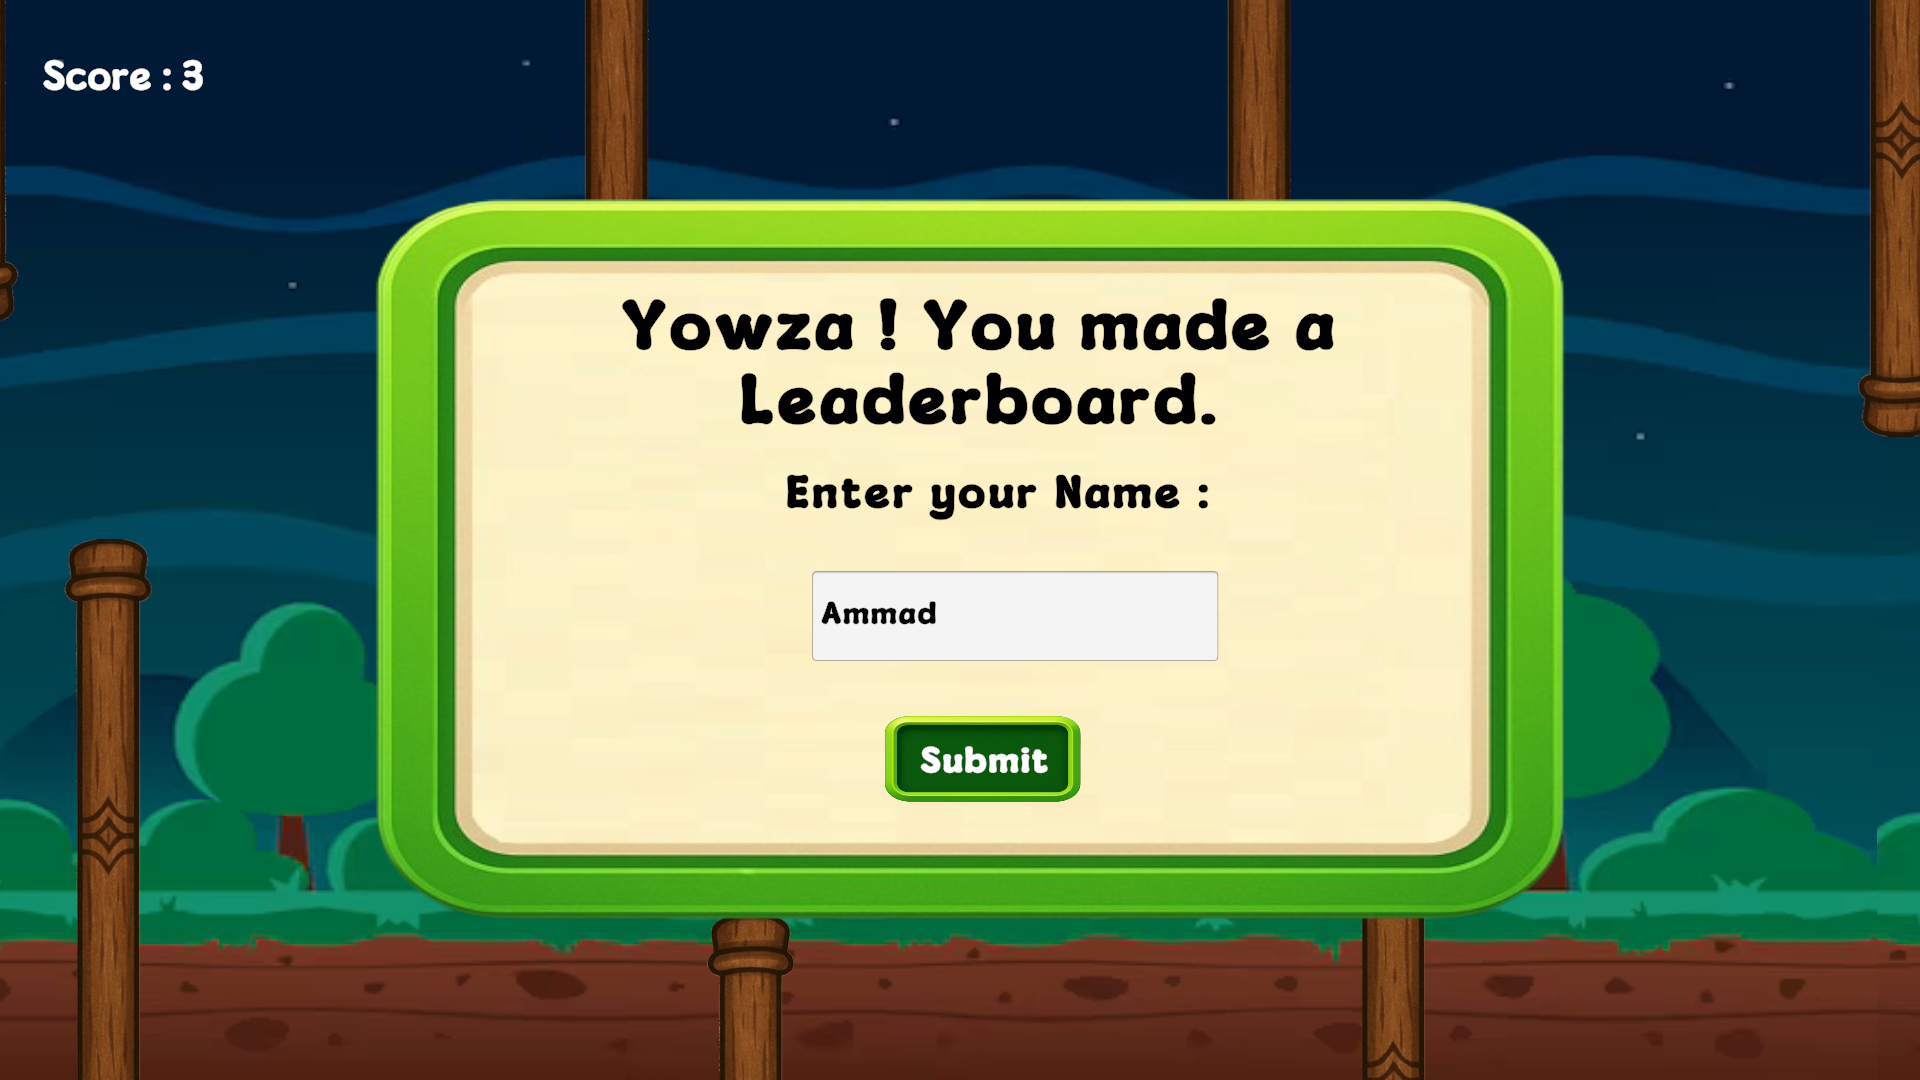 Score : 3
Yowza ! You made a
Leaderboard.
Enter your Name :
Ammad
Submit